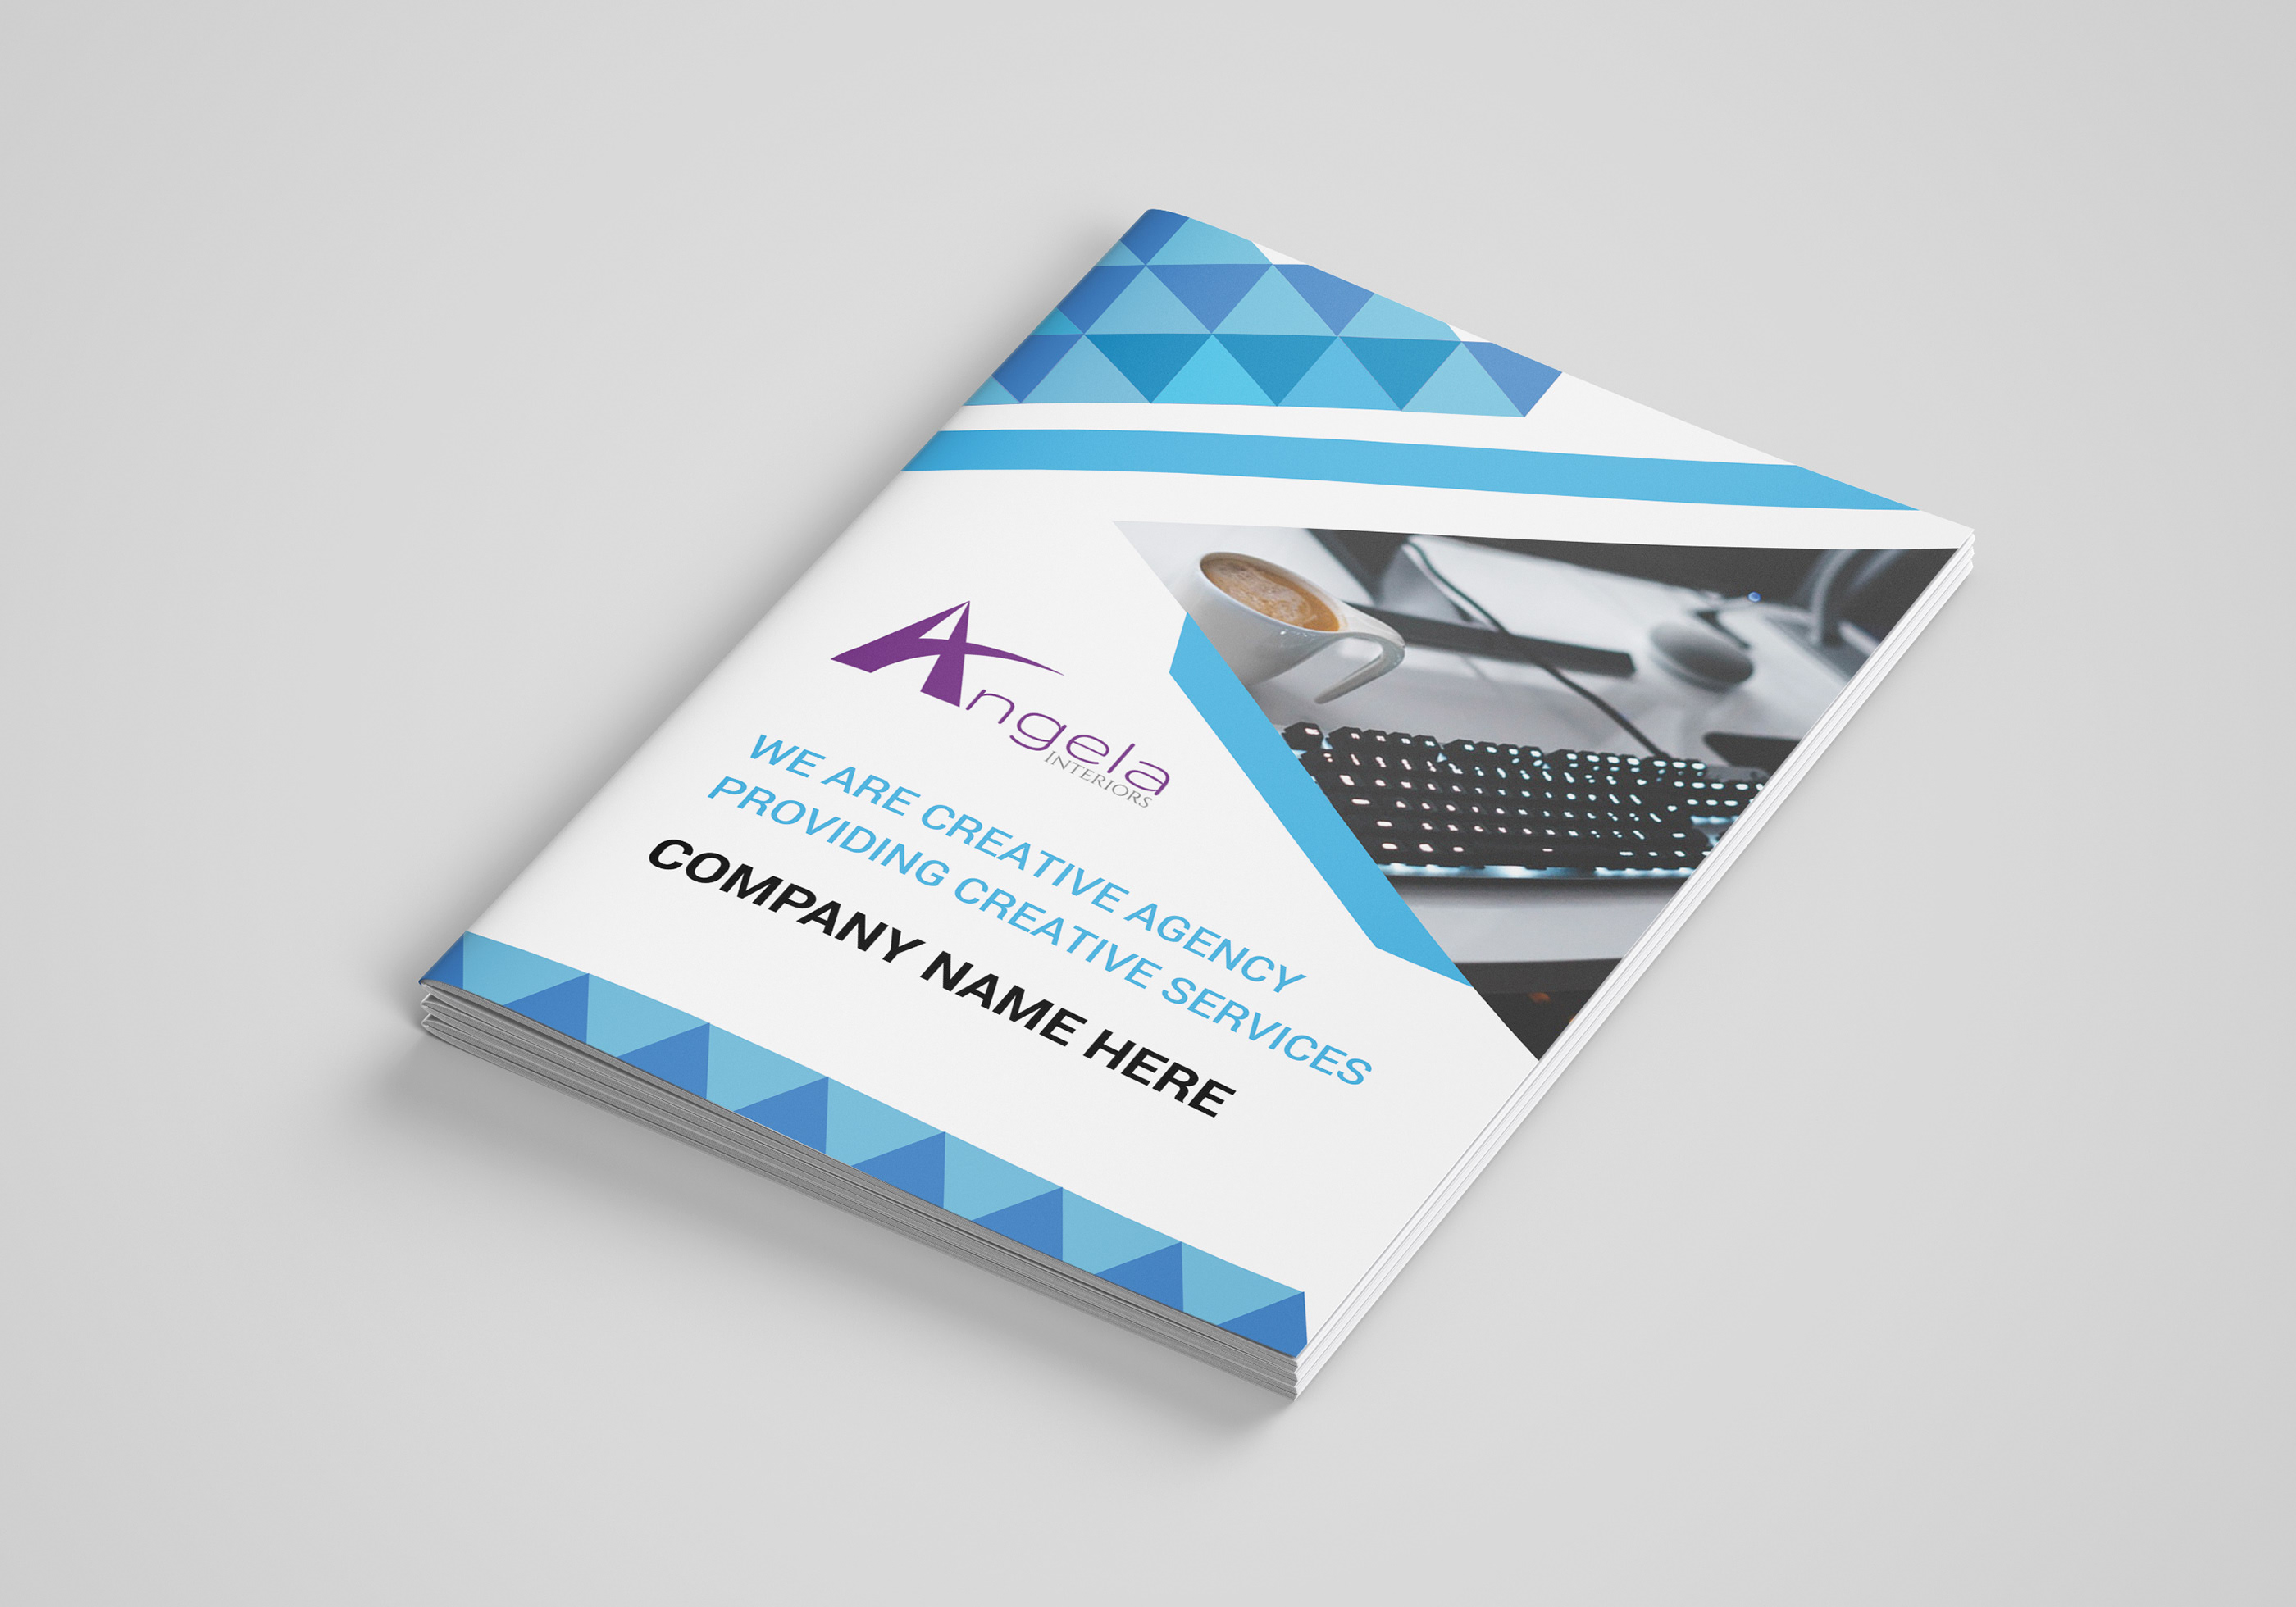 Angela
INTERIORS
WE ARE CREATIVE AGENCY
PROVIDING CREATIVE SERVICES
COMPANY NAME HERE